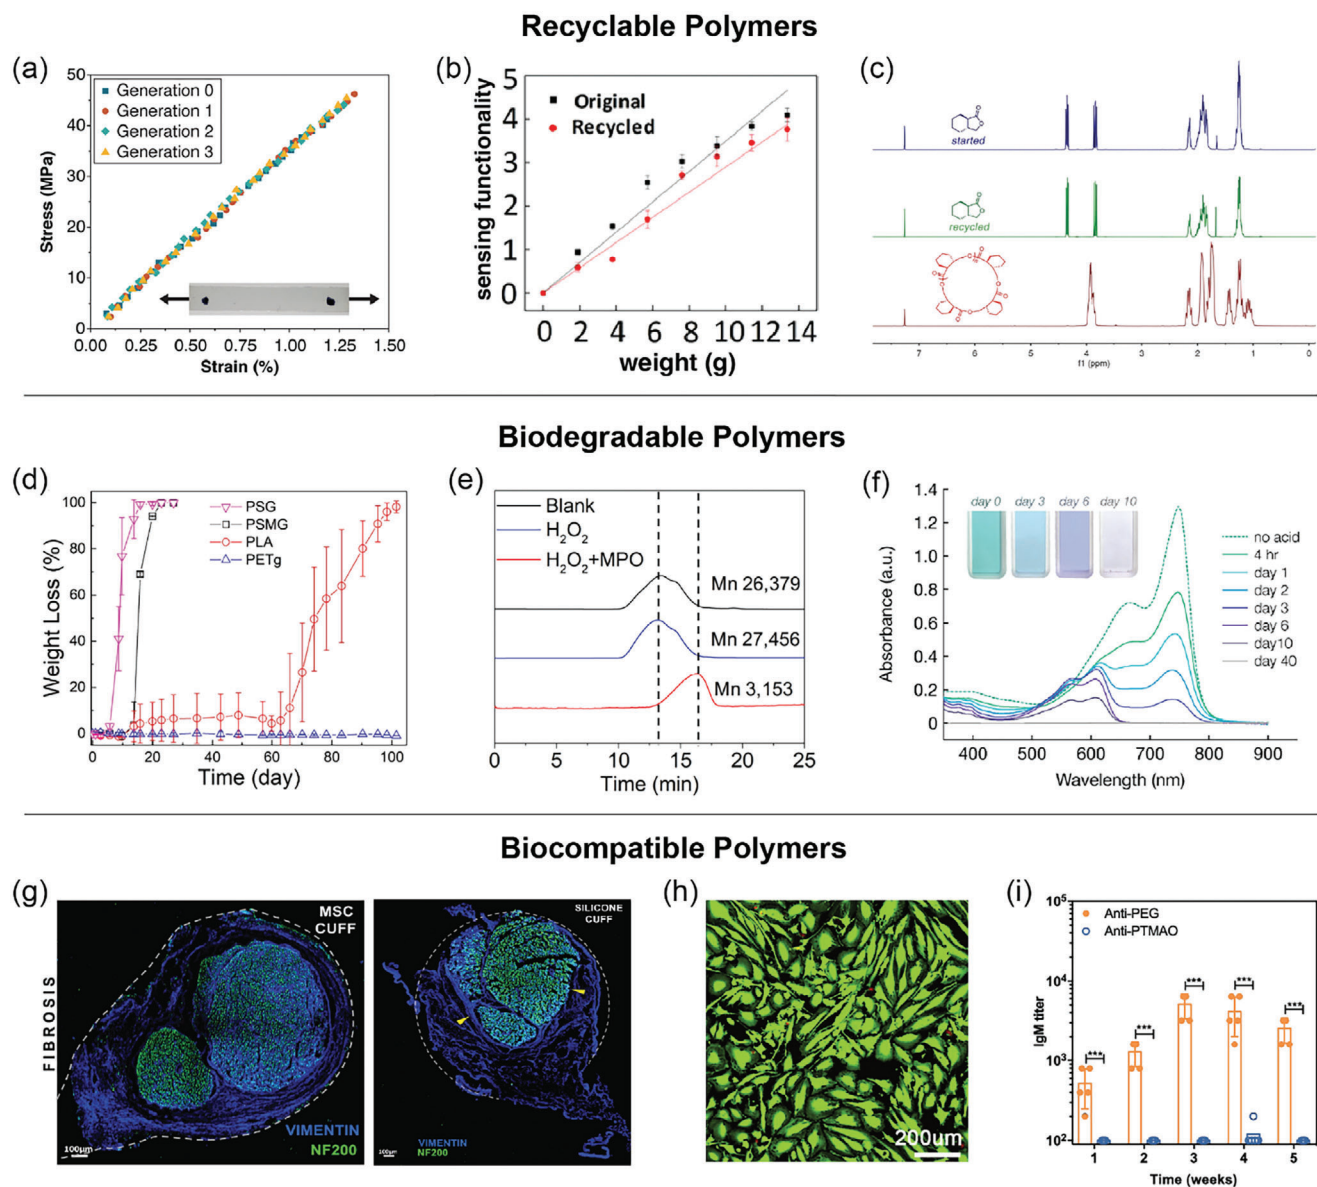 Recyclable Polymers
(a)
50
40
30
20
10
0
Stress (MPa)
Generation 0
Generation 1
Generation 2
Generation 3
0.00 0.25 0.50 0.75 1.00 1.25 1.50
Strain (%)
(b)
5
4
3
2
1
0
sensing functionality
Original
Recycled
0 2 4 6 8 10 12 14
weight (g)
(c)
started
recycled
7 6 5 4 3 2 1 0
f1 (ppm)
Biodegradable Polymers
(d)
100
80
60
40
20
0
Weight Loss (%)
PSG
PSMG
PLA
PETg
0 20 40 60 80 100
Time (day)
(e)
Blank
H₂O₂
H₂O₂+MPO
Mn 26,379
Mn 27,456
Mn 3,153
0 5 10 15 20 25
Time (min)
(f)
1.4
1.2
1.0
0.8
0.6
0.4
0.2
0
Absorbance (a.u.)
day 0 day 3 day 6 day 10
no acid
4 hr
day 1
day 2
day 3
day 6
day10
day 40
400 500 600 700 800 900
Wavelength (nm)
Biocompatible Polymers
(g)
FIBROSIS
MSC
CUFF
VIMENTIN
NF200
100µm
SILICONE
CUFF
VIMENTIN
NF200
100µm
(h)
200um
(i)
10⁵
10⁴
10³
10²
IgM titer
Anti-PEG
Anti-PTMAO
***
***
***
***
***
1 2 3 4 5
Time (weeks)